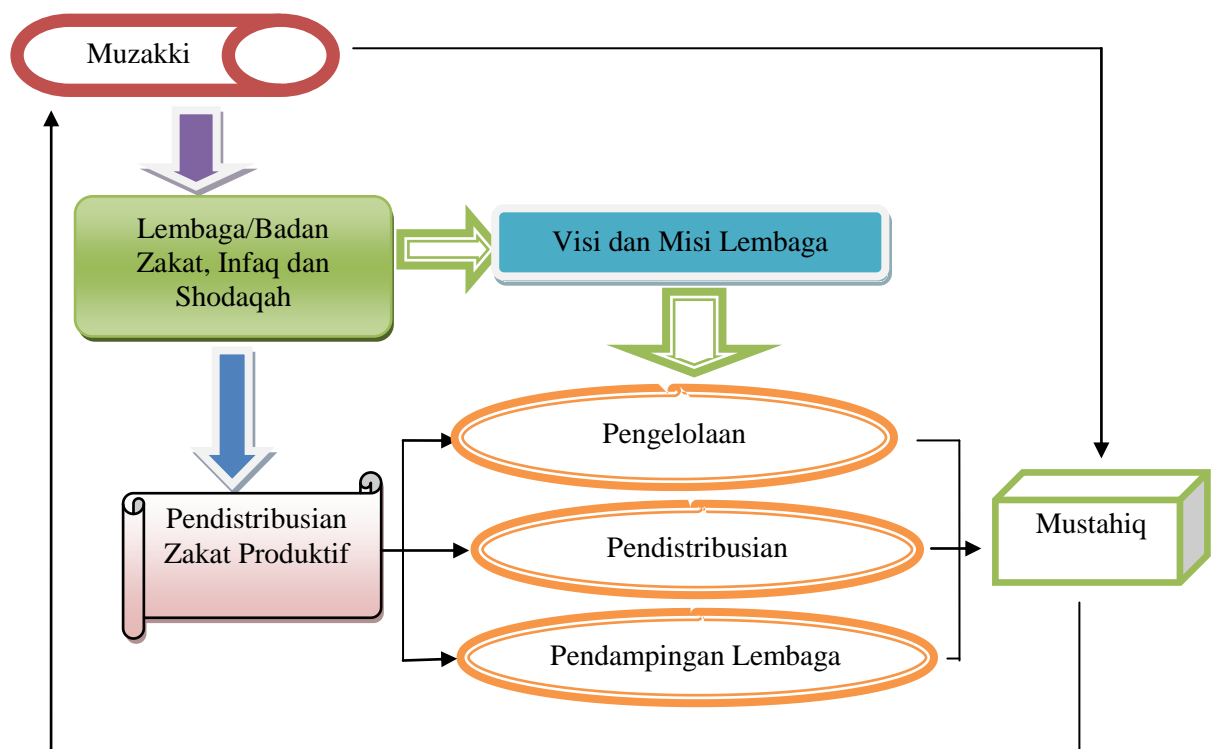 Muzakki
Lembaga/Badan
Zakat, Infaq dan
Shodaqah
Visi dan Misi Lembaga
Pengelolaan
Pendistribusian
Zakat Produktif
Pendistribusian
Mustahiq
Pendampingan Lembaga